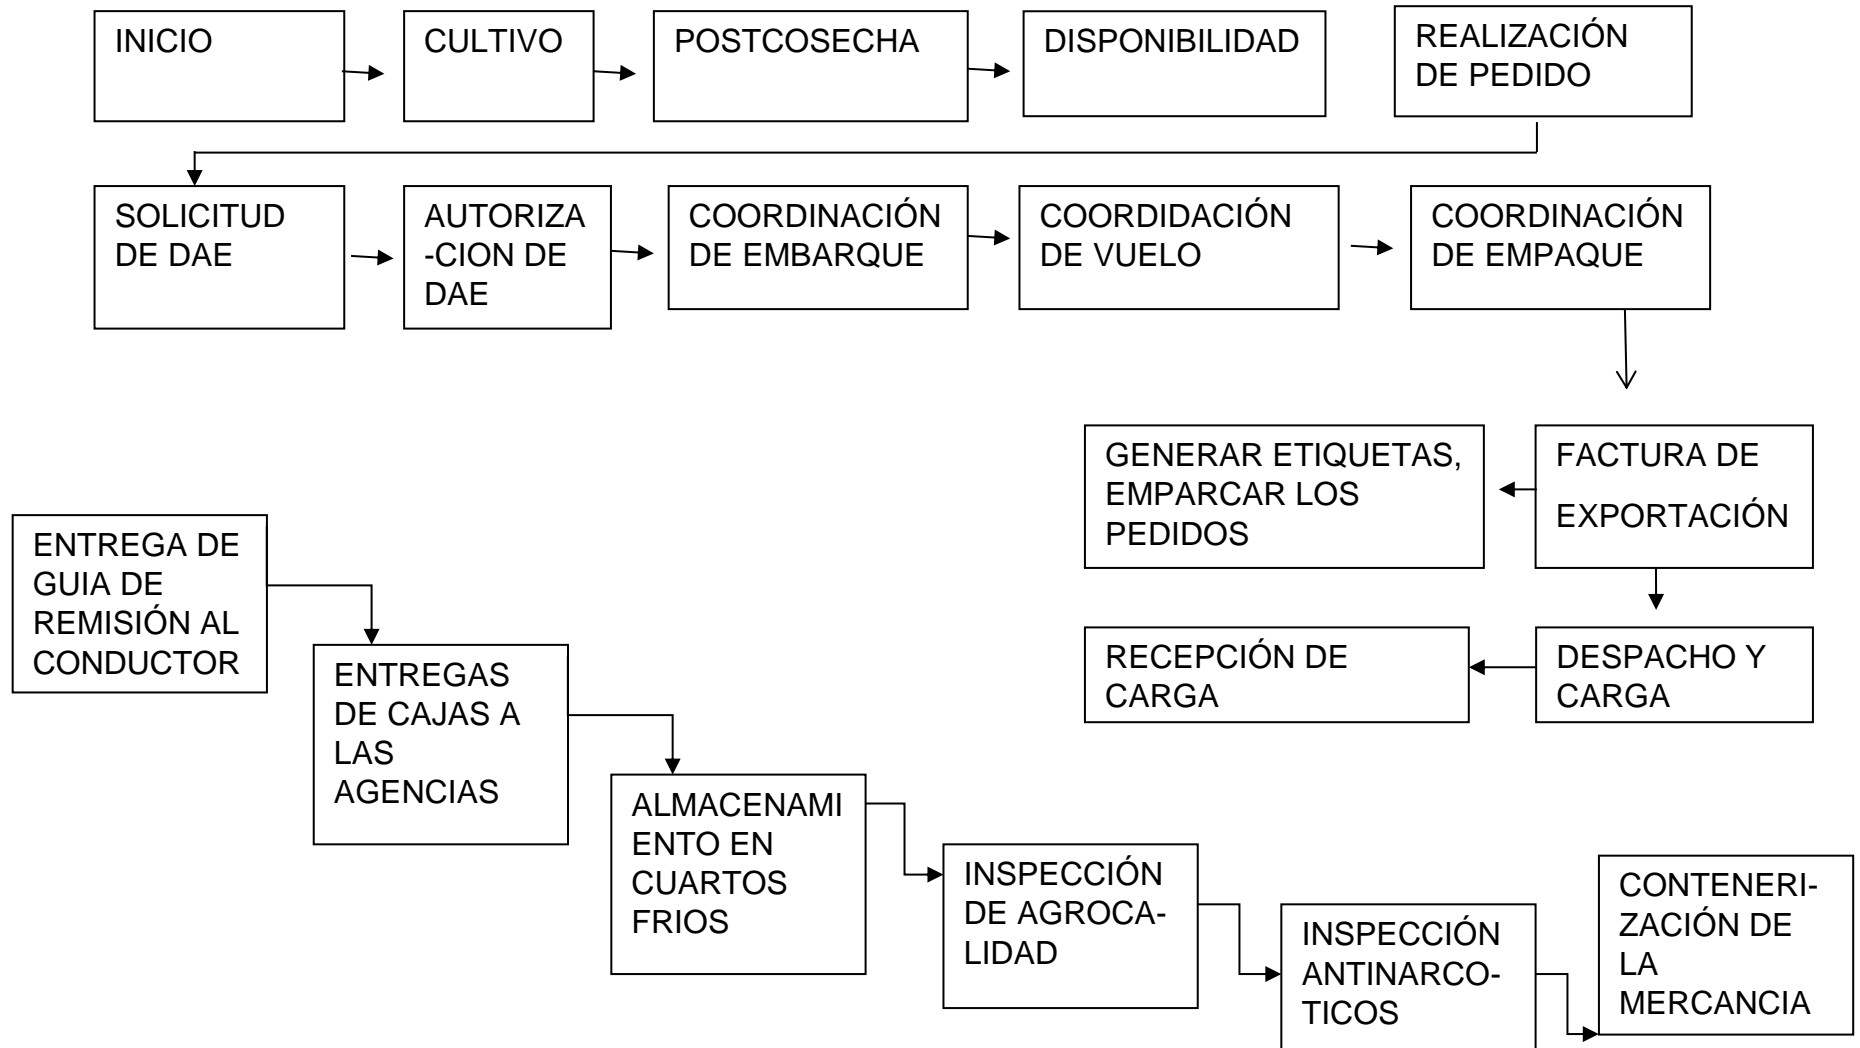 INICIO
CULTIVO
POSTCOSECHA
DISPONIBILIDAD
REALIZACIÓN
DE PEDIDO
SOLICITUD
DE DAE
AUTORIZA
-CION DE
DAE
COORDINACIÓN
DE EMBARQUE
COORDIDACIÓN
DE VUELO
COORDINACIÓN
DE EMPAQUE
FACTURA DE
EXPORTACIÓN
GENERAR ETIQUETAS,
EMPARCAR LOS
PEDIDOS
DESPACHO Y
CARGA
RECEPCIÓN DE
CARGA
ENTREGA DE
GUIA DE
REMISIÓN AL
CONDUCTOR
ENTREGAS
DE CAJAS A
LAS
AGENCIAS
ALMACENAMI
ENTO EN
CUARTOS
FRIOS
INSPECCIÓN
DE AGROCA-
LIDAD
INSPECCIÓN
ANTINARCO-
TICOS
CONTENERI-
ZACIÓN DE
LA
MERCANCIA